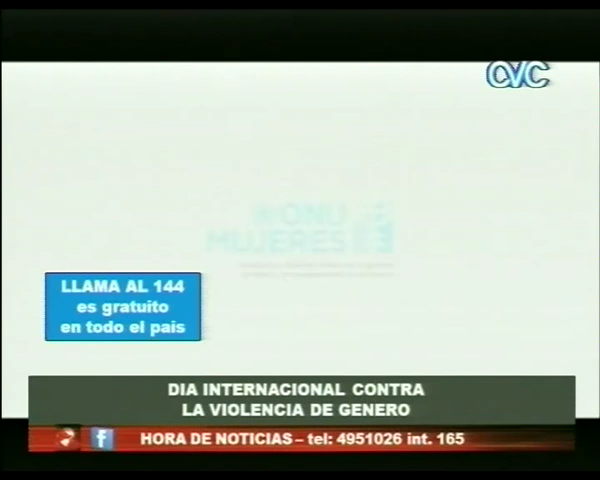 CVC
ONU
MUJERES
LLAMA AL 144
es gratuito
en todo el pais
DIA INTERNACIONAL CONTRA
LA VIOLENCIA DE GENERO
HORA DE NOTICIAS – tel: 4951026 int. 165